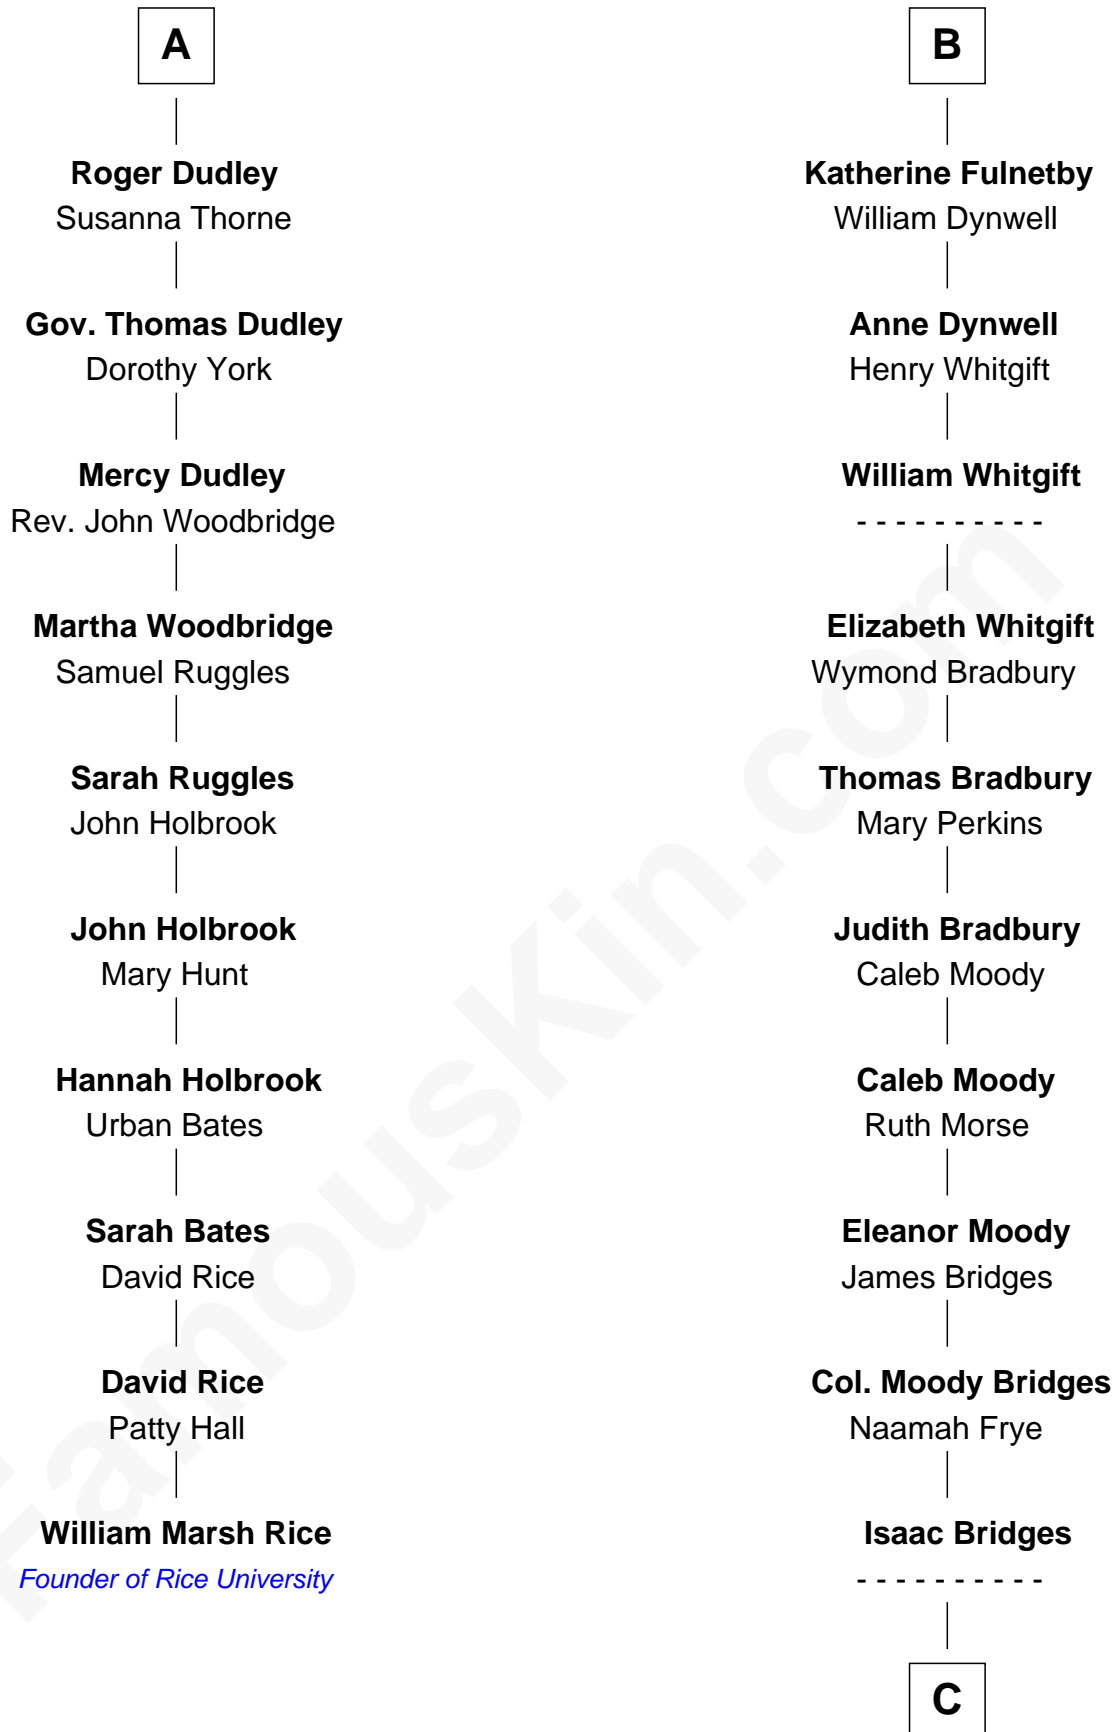 A
Roger Dudley
Susanna Thorne
Gov. Thomas Dudley
Dorothy York
Mercy Dudley
Rev. John Woodbridge
Martha Woodbridge
Samuel Ruggles
Sarah Ruggles
John Holbrook
John Holbrook
Mary Hunt
Hannah Holbrook
Urban Bates
Sarah Bates
David Rice
David Rice
Patty Hall
William Marsh Rice
Founder of Rice University
B
Katherine Fulnetby
William Dynwell
Anne Dynwell
Henry Whitgift
William Whitgift
- - - - - - - - - -
Elizabeth Whitgift
Wymond Bradbury
Thomas Bradbury
Mary Perkins
Judith Bradbury
Caleb Moody
Caleb Moody
Ruth Morse
Eleanor Moody
James Bridges
Col. Moody Bridges
Naamah Frye
Isaac Bridges
- - - - - - - - - -
C
FamousKin.com